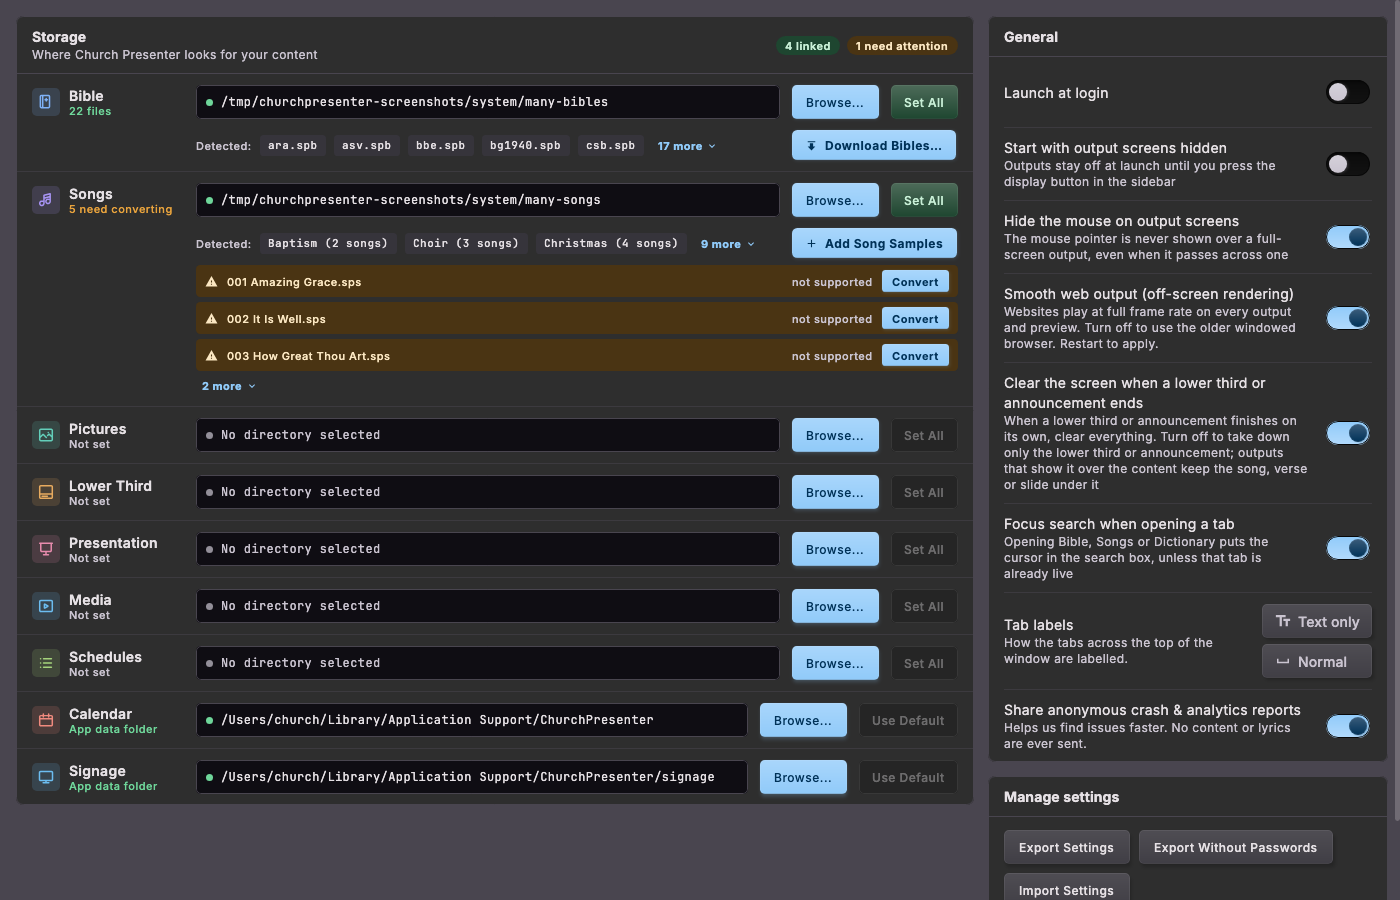 Storage
Where Church Presenter looks for your content
4 linked
1 need attention
Bible
22 files
/tmp/churchpresenter-screenshots/system/many-bibles
Browse...
Set All
Detected:
ara.spb
asv.spb
bbe.spb
bg1940.spb
csb.spb
17 more
Download Bibles...
Songs
5 need converting
/tmp/churchpresenter-screenshots/system/many-songs
Browse...
Set All
Detected:
Baptism (2 songs)
Choir (3 songs)
Christmas (4 songs)
9 more
Add Song Samples
001 Amazing Grace.sps
not supported
Convert
002 It Is Well.sps
not supported
Convert
003 How Great Thou Art.sps
not supported
Convert
2 more
Pictures
Not set
No directory selected
Browse...
Set All
Lower Third
Not set
No directory selected
Browse...
Set All
Presentation
Not set
No directory selected
Browse...
Set All
Media
Not set
No directory selected
Browse...
Set All
Schedules
Not set
No directory selected
Browse...
Set All
Calendar
App data folder
/Users/church/Library/Application Support/ChurchPresenter
Browse...
Use Default
Signage
App data folder
/Users/church/Library/Application Support/ChurchPresenter/signage
Browse...
Use Default
General
Launch at login
Start with output screens hidden
Outputs stay off at launch until you press the
display button in the sidebar
Hide the mouse on output screens
The mouse pointer is never shown over a full-
screen output, even when it passes across one
Smooth web output (off-screen rendering)
Websites play at full frame rate on every output
and preview. Turn off to use the older windowed
browser. Restart to apply.
Clear the screen when a lower third or
announcement ends
When a lower third or announcement finishes on
its own, clear everything. Turn off to take down
only the lower third or announcement; outputs
that show it over the content keep the song, verse
or slide under it
Focus search when opening a tab
Opening Bible, Songs or Dictionary puts the
cursor in the search box, unless that tab is
already live
Tab labels
How the tabs across the top of the
window are labelled.
Text only
Normal
Share anonymous crash & analytics reports
Helps us find issues faster. No content or lyrics
are ever sent.
Manage settings
Export Settings
Export Without Passwords
Import Settings